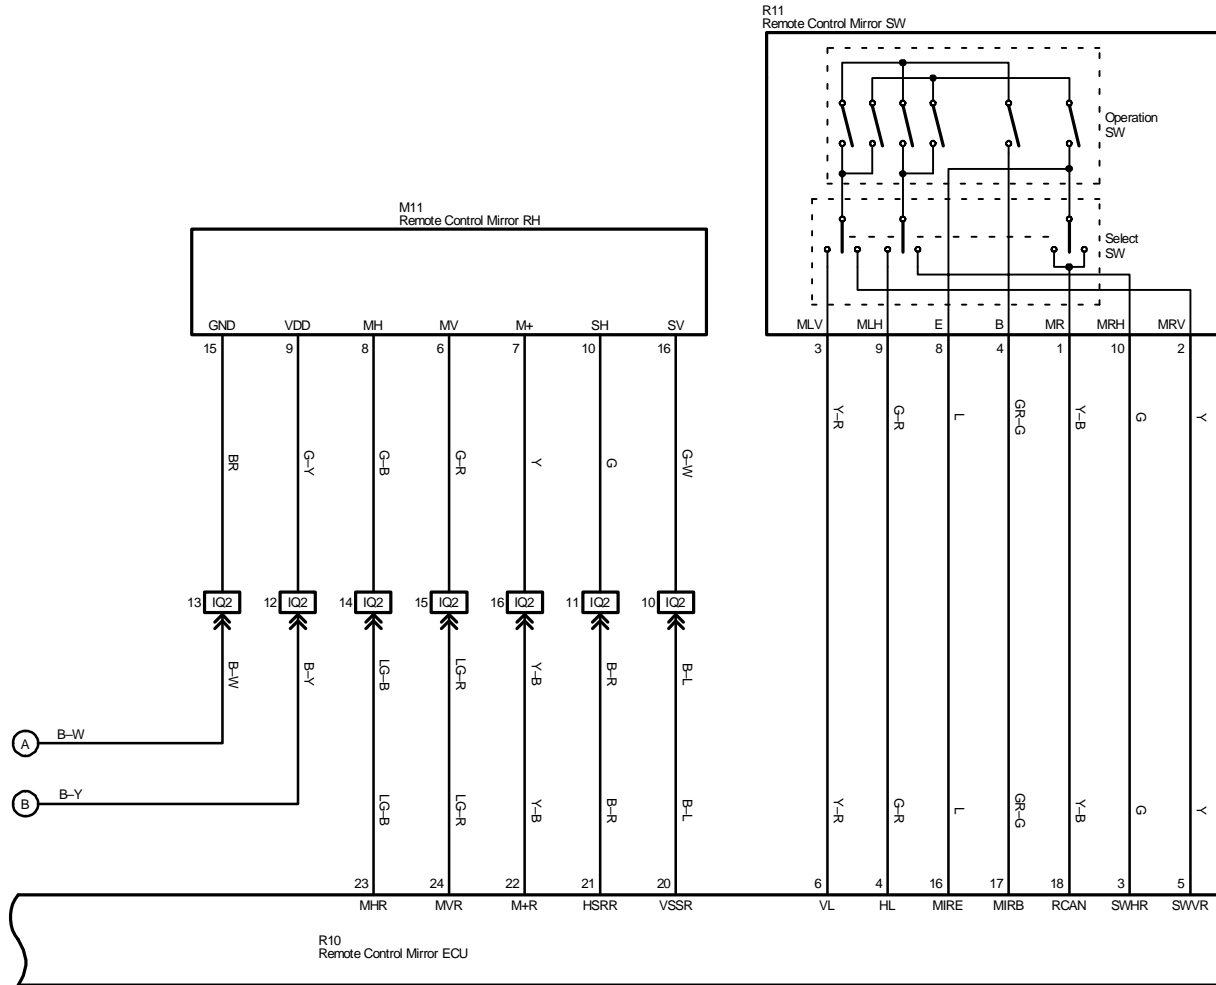 R11
Remote Control Mirror SW
Operation
SW
Select
SW
MLV MLH E B MR MRH MRV
3 9 8 4 1 10 2
M11
Remote Control Mirror RH
GND VDD MH MV M+ SH SV
15 9 8 6 7 10 16
Y–R G–R L GR–G Y–B G Y
BR G–Y G–B G–R Y G G–W
13 IQ2 12 IQ2 14 IQ2 15 IQ2 16 IQ2 11 IQ2 10 IQ2
B–W B–Y LG–B LG–R Y–B B–R B–L
A B–W
B B–Y
LG–B LG–R Y–B B–R B–L Y–R G–R L GR–G Y–B G Y
23 24 22 21 20 6 4 16 17 18 3 5
MHR MVR M+R HSRR VSSR VL HL MIRE MIRB RCAN SWHR SWVR
R10
Remote Control Mirror ECU